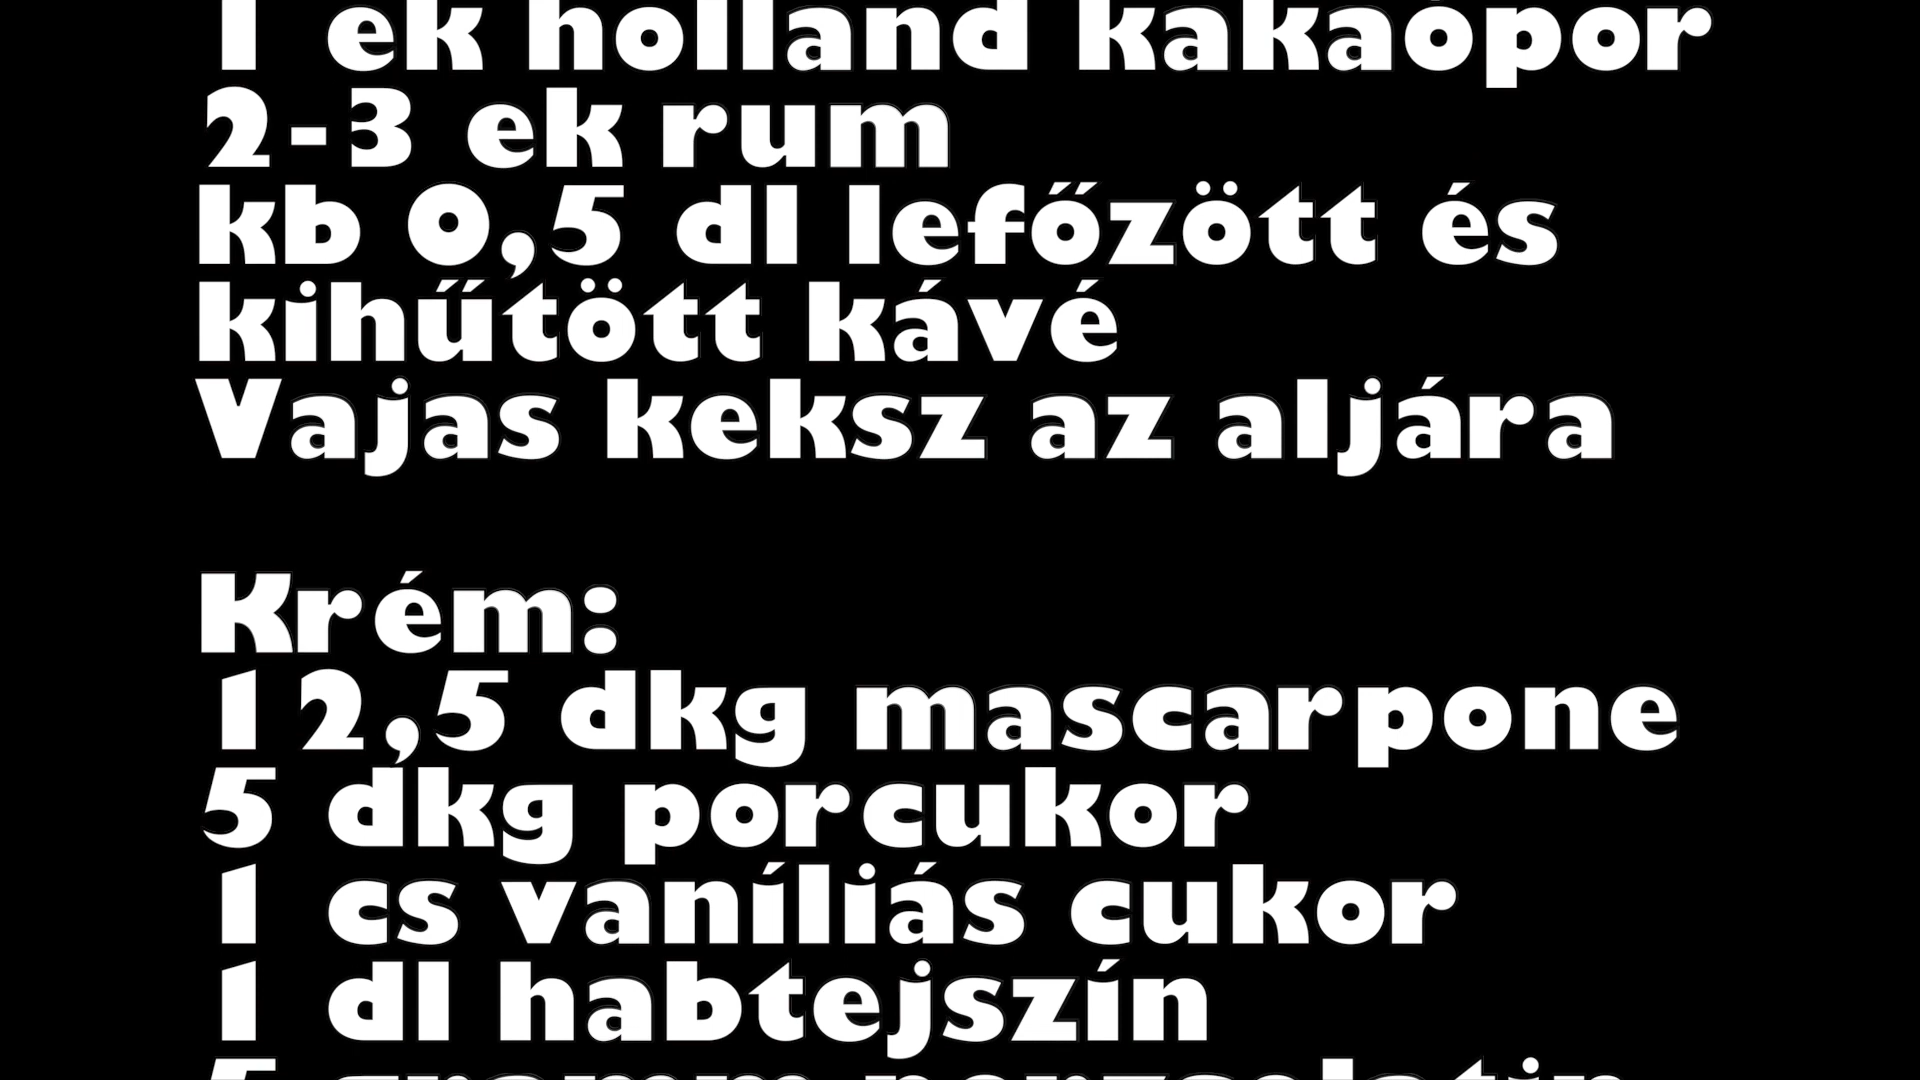 1 ek holland kakaópor
2-3 ek rum
kb 0,5 dl lefőzött és
kihűtött kávé
Vajas keksz az aljára
Krém:
12,5 dkg mascarpone
5 dkg porcukor
1 cs vaníliás cukor
1 dl habtejszín